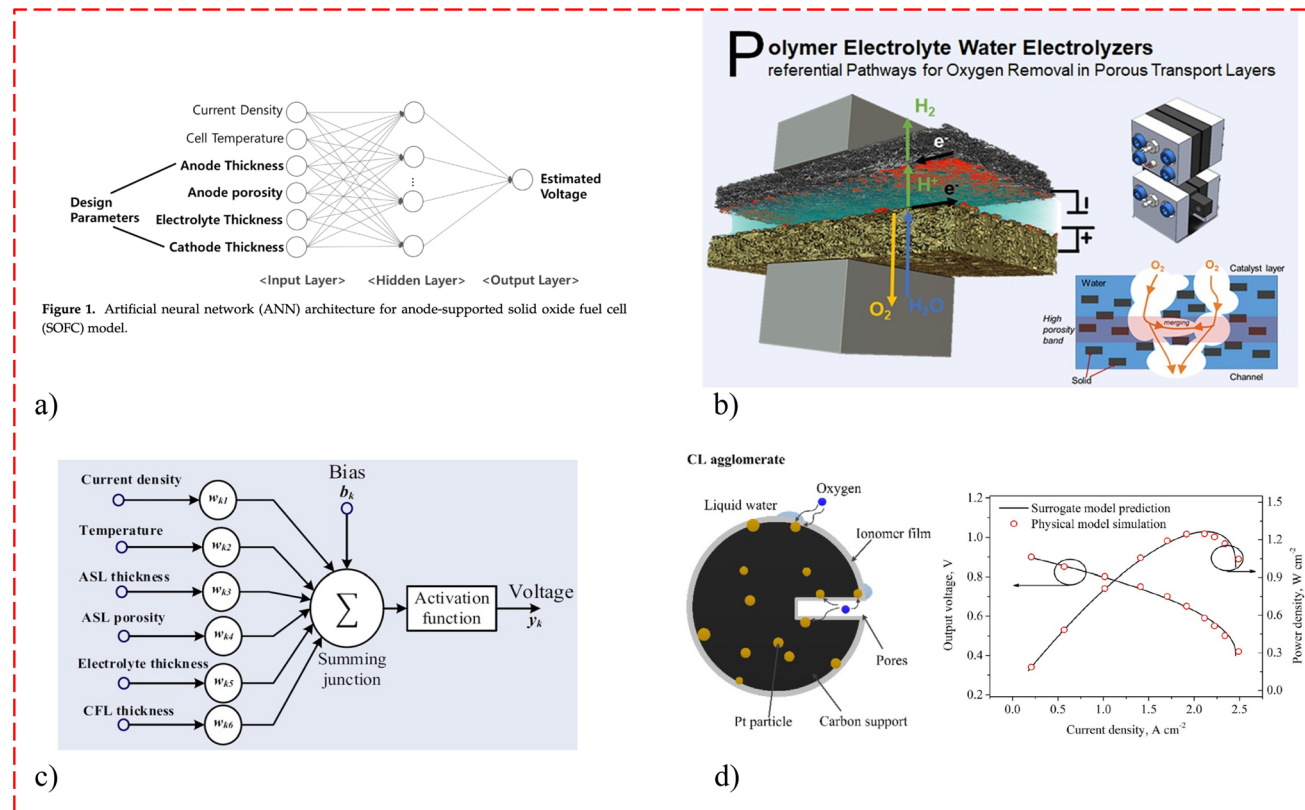 Current Density
Cell Temperature
Anode Thickness
Anode porosity
Electrolyte Thickness
Cathode Thickness
Design
Parameters
Estimated
Voltage
<Input Layer> <Hidden Layer> <Output Layer>
Figure 1. Artificial neural network (ANN) architecture for anode-supported solid oxide fuel cell
(SOFC) model.
a)
Polymer Electrolyte Water Electrolyzers
referential Pathways for Oxygen Removal in Porous Transport Layers
H2
e-
H+
e-
O2
H2O
O2 O2
Catalyst layer
Water
High
porosity
band
merging
Solid
Channel
b)
Current density
wk1
Temperature
wk2
ASL thickness
wk3
ASL porosity
wk4
Electrolyte thickness
wk5
CFL thickness
wk6
Bias
bk
Σ
Summing
junction
Activation
function
Voltage
yk
c)
CL agglomerate
Oxygen
Liquid water
Ionomer film
Pores
Pt particle
Carbon support
Surrogate model prediction
Physical model simulation
Output voltage, V
1.2
1.0
0.8
0.6
0.4
0.2
0.0 0.5 1.0 1.5 2.0 2.5
Current density, A cm-2
1.5
1.2
0.9
0.6
0.3
0.0
Power density, W cm-2
d)